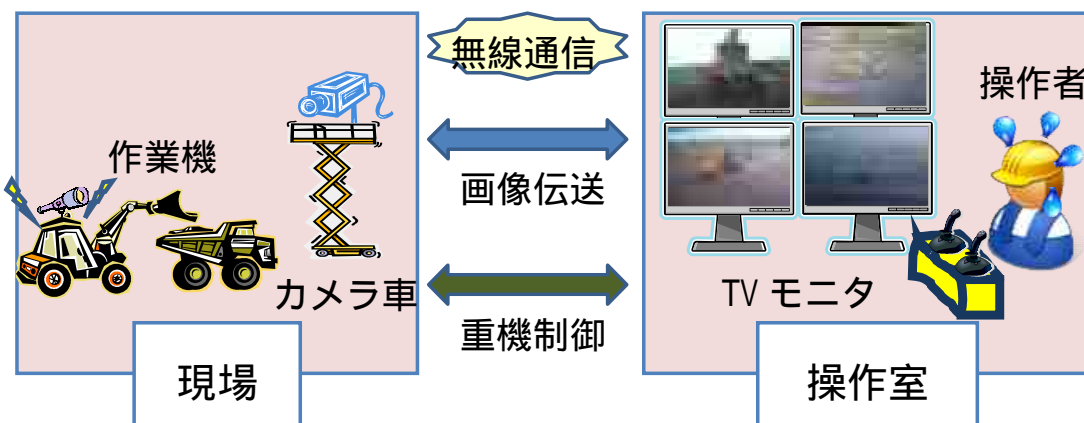 無線通信
操作者
作業機
画像伝送
カメラ車
TV モニタ
重機制御
現場
操作室